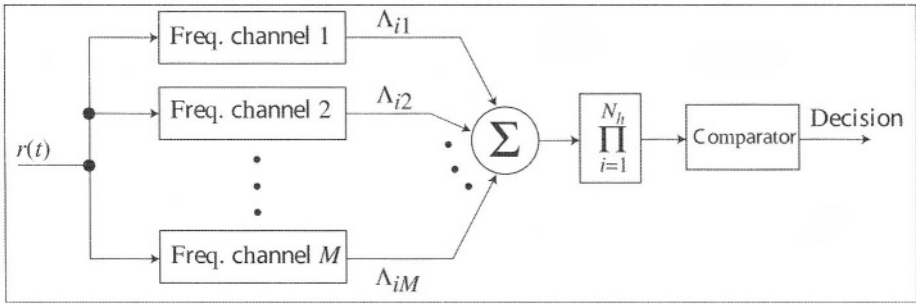 Freq. channel 1
Λi1
Freq. channel 2
Λi2
r(t)
Σ
Nh
∏
i=1
Comparator
Decision
Freq. channel M
ΛiM